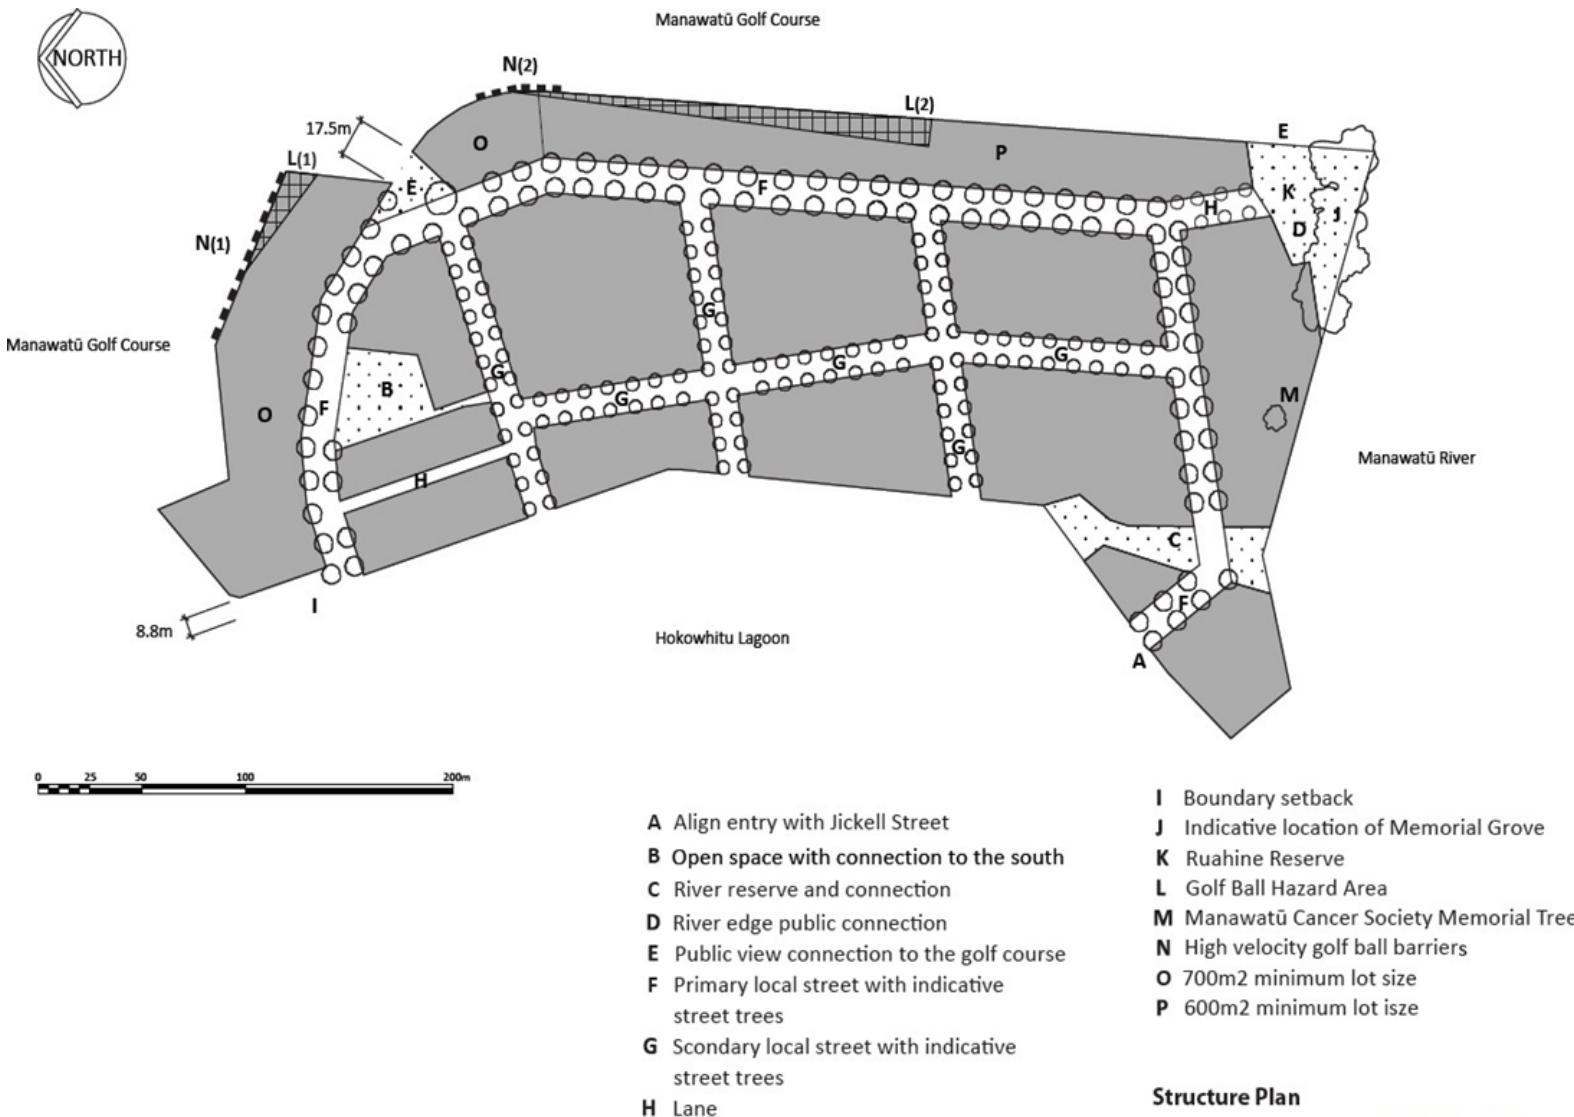 Manawatū Golf Course
NORTH
N(2)
17.5m
L(2)
E
L(1)
O
P
E
F
K
H
J
D
N(1)
G
Manawatū Golf Course
G
G
B
G
M
O
F
G
G
Manawatū River
H
C
F
I
8.8m
Hokowhitu Lagoon
A
0 25 50 100 200m
A Align entry with Jickell Street
B Open space with connection to the south
C River reserve and connection
D River edge public connection
E Public view connection to the golf course
F Primary local street with indicative
street trees
G Scondary local street with indicative
street trees
H Lane
I Boundary setback
J Indicative location of Memorial Grove
K Ruahine Reserve
L Golf Ball Hazard Area
M Manawatū Cancer Society Memorial Tree
N High velocity golf ball barriers
O 700m2 minimum lot size
P 600m2 minimum lot isze
Structure Plan